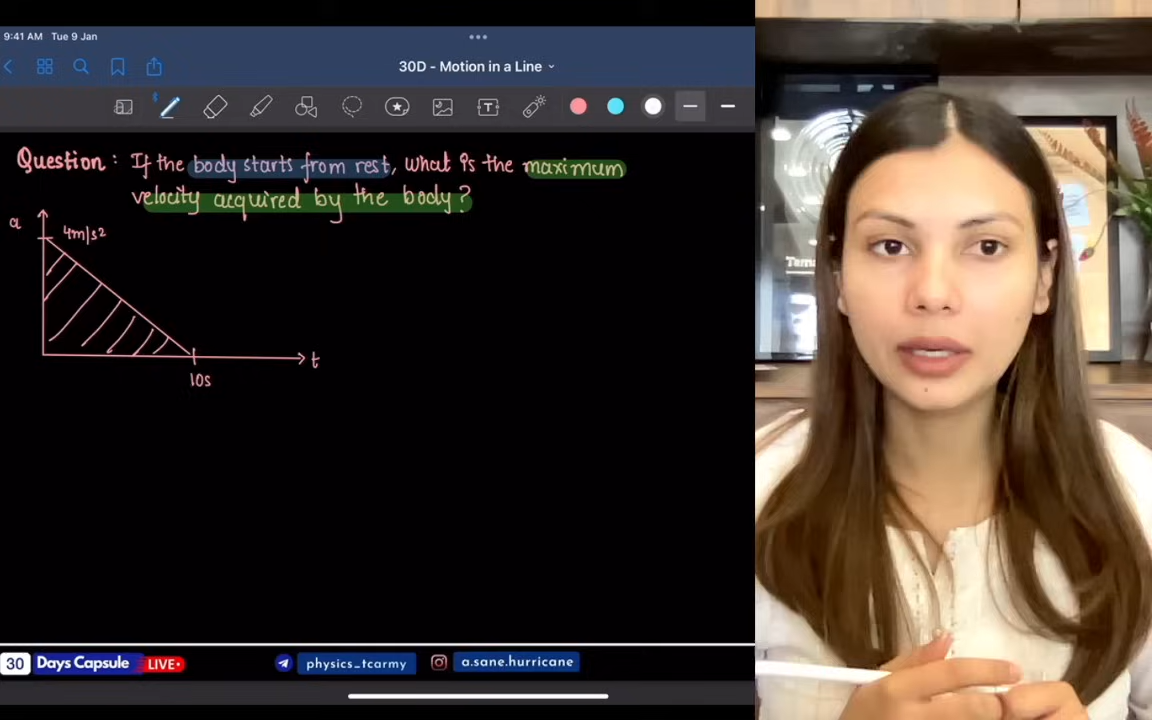 9:41 AM Tue 9 Jan
30D - Motion in a Line
Question: If the body starts from rest, what is the maximum
velocity acquired by the body?
a
4m/s2
t
10s
30 Days Capsule LIVE
physics_tcarmy
a.sane.hurricane